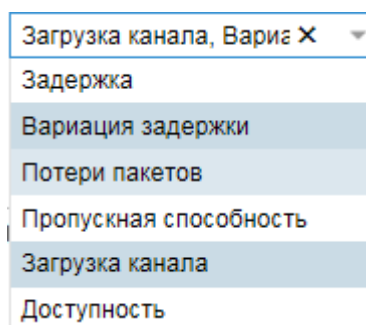 Загрузка канала, Вариа
Задержка
Вариация задержки
Потери пакетов
Пропускная способность
Загрузка канала
Доступность